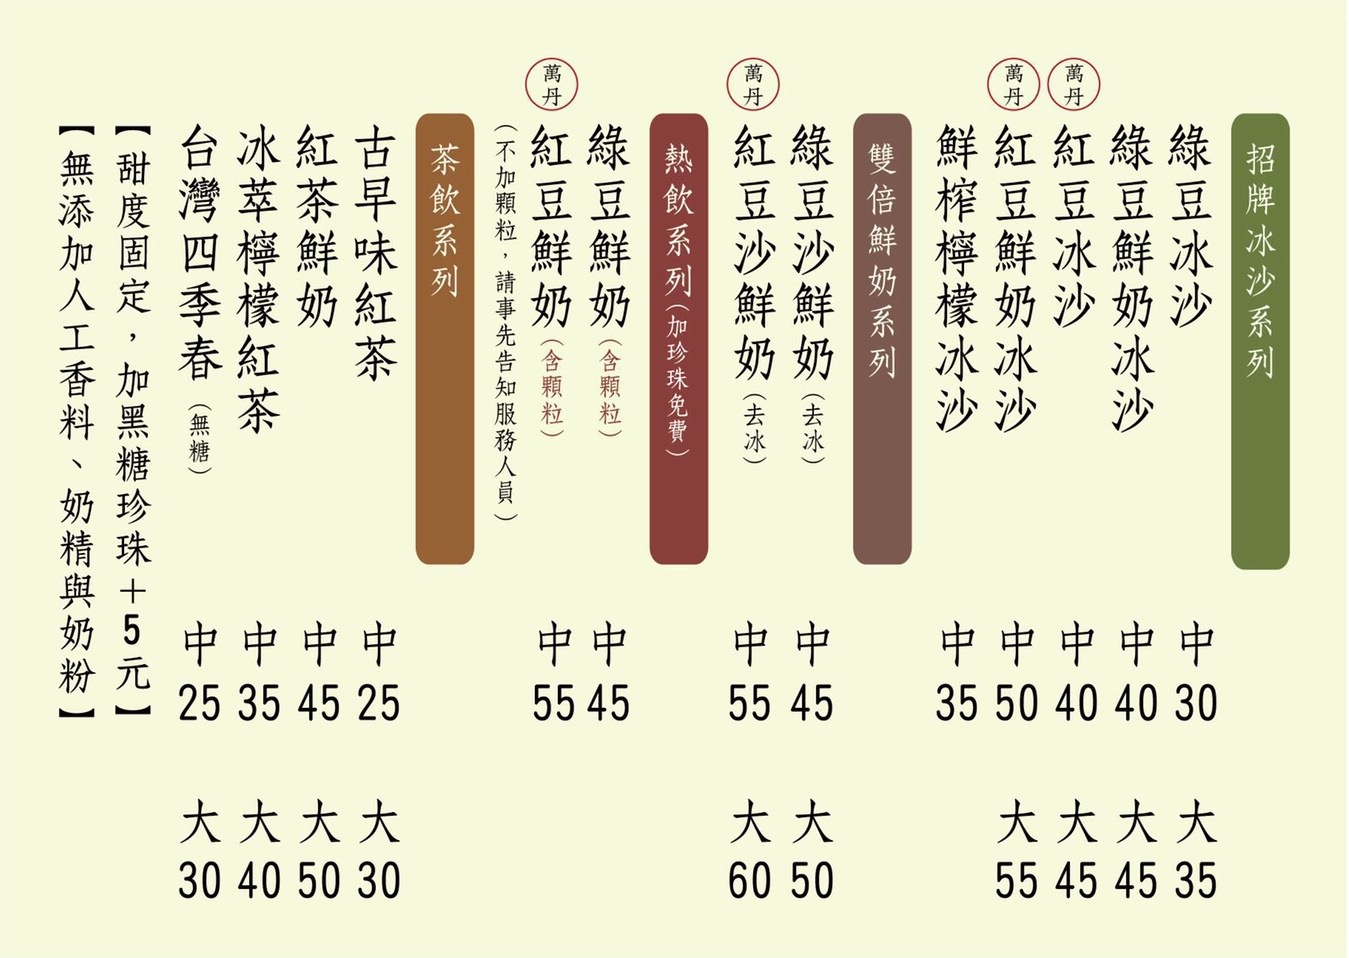 招牌冰沙系列
綠豆冰沙 中30 大35
綠豆鮮奶冰沙 中40 大45
萬丹 紅豆冰沙 中40 大45
萬丹 紅豆鮮奶冰沙 中50 大55
鮮榨檸檬冰沙 中35
雙倍鮮奶系列
綠豆沙鮮奶(去冰) 中45 大50
萬丹 紅豆沙鮮奶(去冰) 中55 大60
熱飲系列(加珍珠免費)
綠豆鮮奶(含顆粒) 中45
萬丹 紅豆鮮奶(含顆粒) 中55
(不加顆粒,請事先告知服務人員)
茶飲系列
古早味紅茶 中25 大30
紅茶鮮奶 中45 大50
冰萃檸檬紅茶 中35 大40
台灣四季春(無糖) 中25 大30
【甜度固定,加黑糖珍珠+5元】
【無添加人工香料、奶精與奶粉】